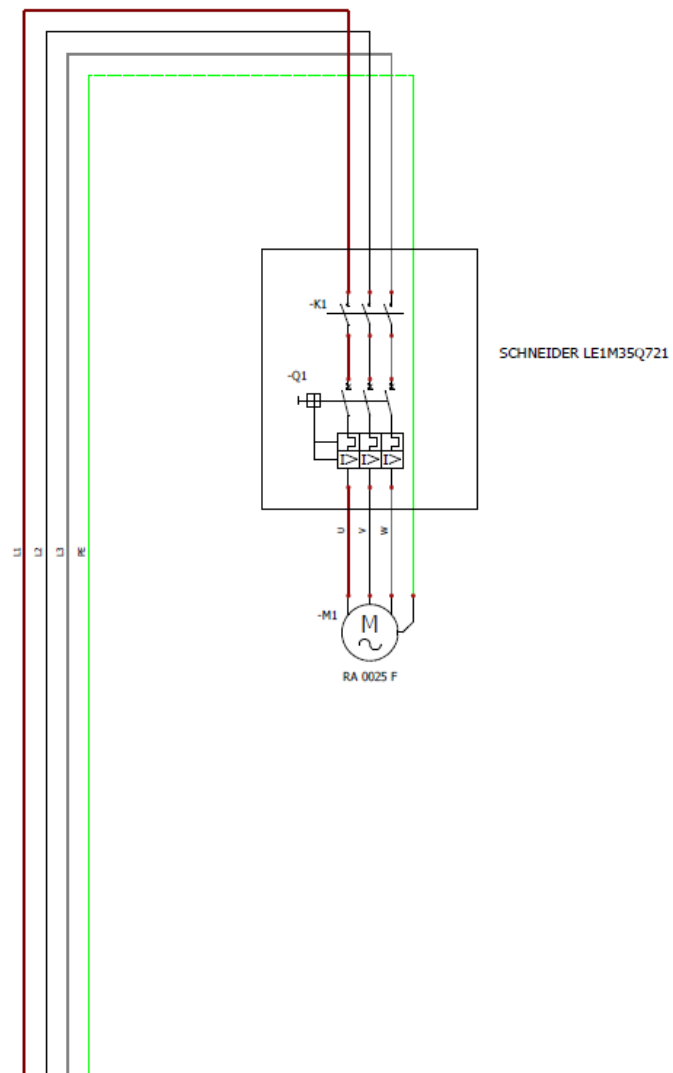 -K1
SCHNEIDER LE1M35Q721
-Q1
I> I> I>
U V W
L1 L2 L3 PE
-M1
M
RA 0025 F